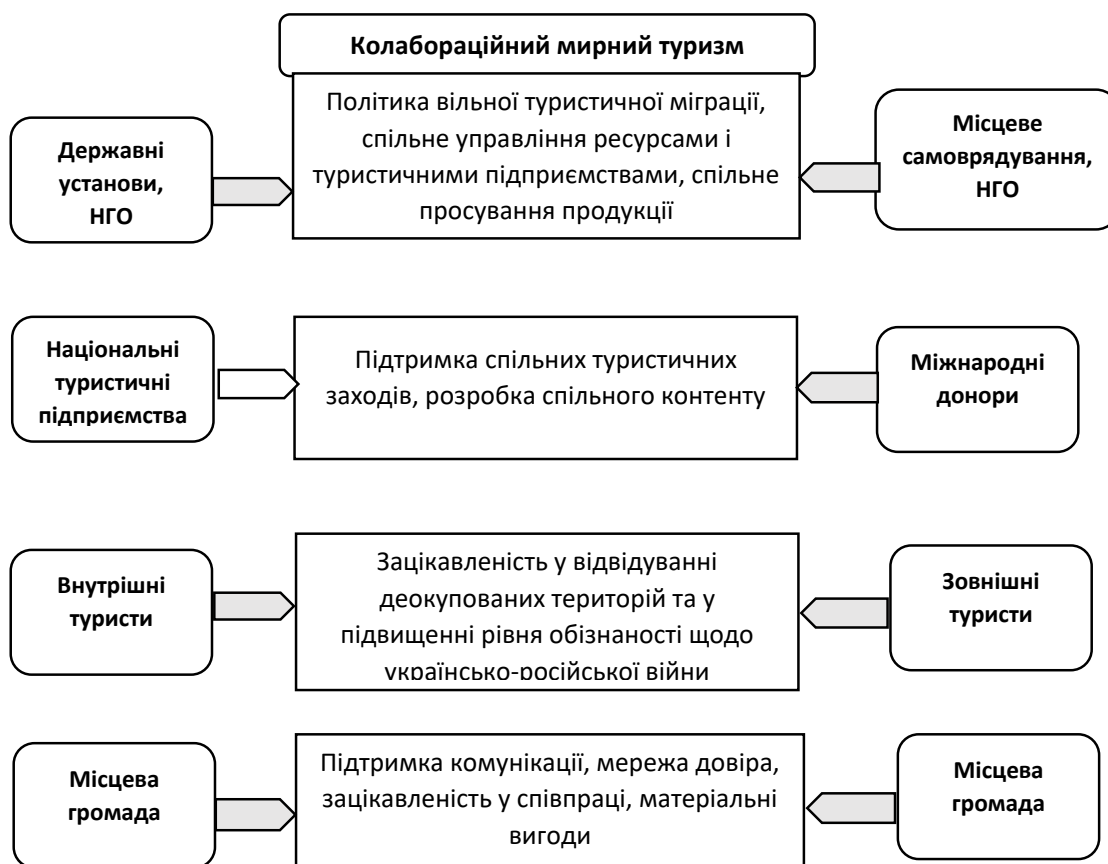 Колабораційний мирний туризм
Державні
установи,
НГО
Політика вільної туристичної міграції,
спільне управління ресурсами і
туристичними підприємствами, спільне
просування продукції
Місцеве
самоврядування,
НГО
Національні
туристичні
підприємства
Підтримка спільних туристичних
заходів, розробка спільного контенту
Міжнародні
донори
Внутрішні
туристи
Зацікавленість у відвідуванні
деокупованих територій та у
підвищенні рівня обізнаності щодо
українсько-російської війни
Зовнішні
туристи
Місцева
громада
Підтримка комунікації, мережа довіра,
зацікавленість у співпраці, матеріальні
вигоди
Місцева
громада